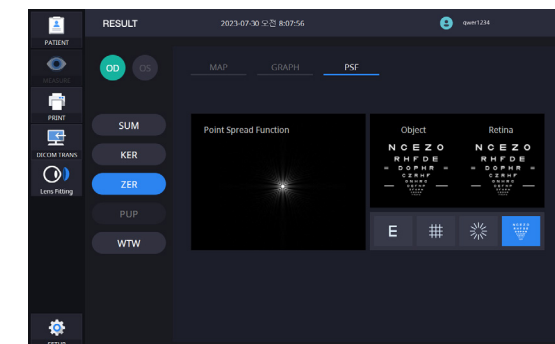 RESULT
2023-07-30 오전 8:07:56
qwer1234
PATIENT
MEASURE
PRINT
DICOM TRANS
Lens Fitting
OD
OS
SUM
KER
ZER
PUP
WTW
MAP GRAPH PSF
Point Spread Function
Object
N C E Z O
R H F D E
D O P H R
C Z R H F
Retina
N C E Z O
R H F D E
D O P H R
C Z R H F
E